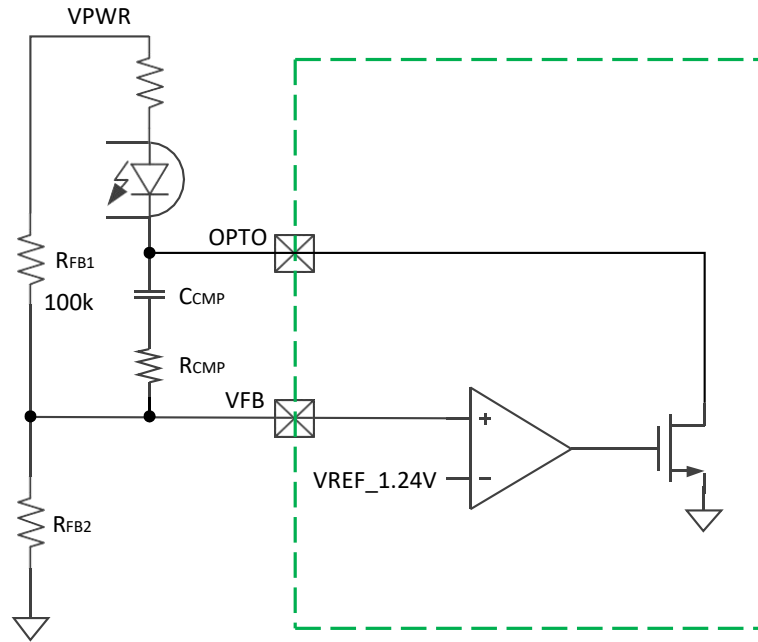 VPWR
OPTO
RFB1
100k
CCMP
RCMP
VFB
+
VREF_1.24V
-
RFB2